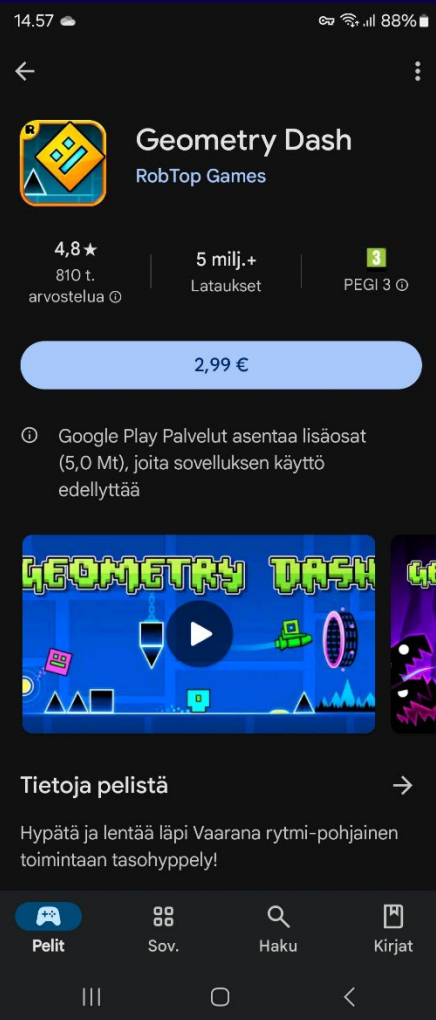 14.57
88%
R
Geometry Dash
RobTop Games
4,8★
810 t.
arvostelua
5 milj.+
Lataukset
3
PEGI 3
2,99 €
Google Play Palvelut asentaa lisäosat
(5,0 Mt), joita sovelluksen käyttö
edellyttää
GEOMETRY DASH
Tietoja pelistä
Hypätä ja lentää läpi Vaarana rytmi-pohjainen
toimintaan tasohyppely!
Pelit
Sov.
Haku
Kirjat